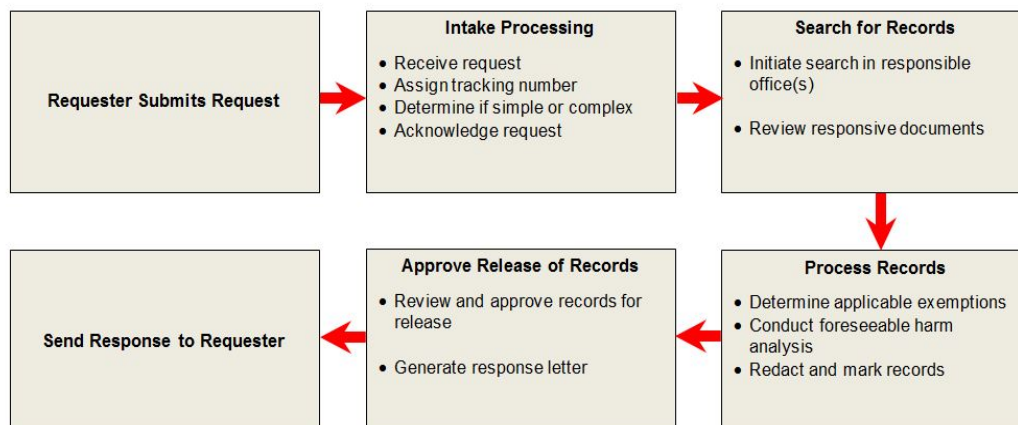 Requester Submits Request
Intake Processing
• Receive request
• Assign tracking number
• Determine if simple or complex
• Acknowledge request
Search for Records
• Initiate search in responsible
office(s)
• Review responsive documents
Process Records
• Determine applicable exemptions
• Conduct foreseeable harm
analysis
• Redact and mark records
Approve Release of Records
• Review and approve records for
release
• Generate response letter
Send Response to Requester